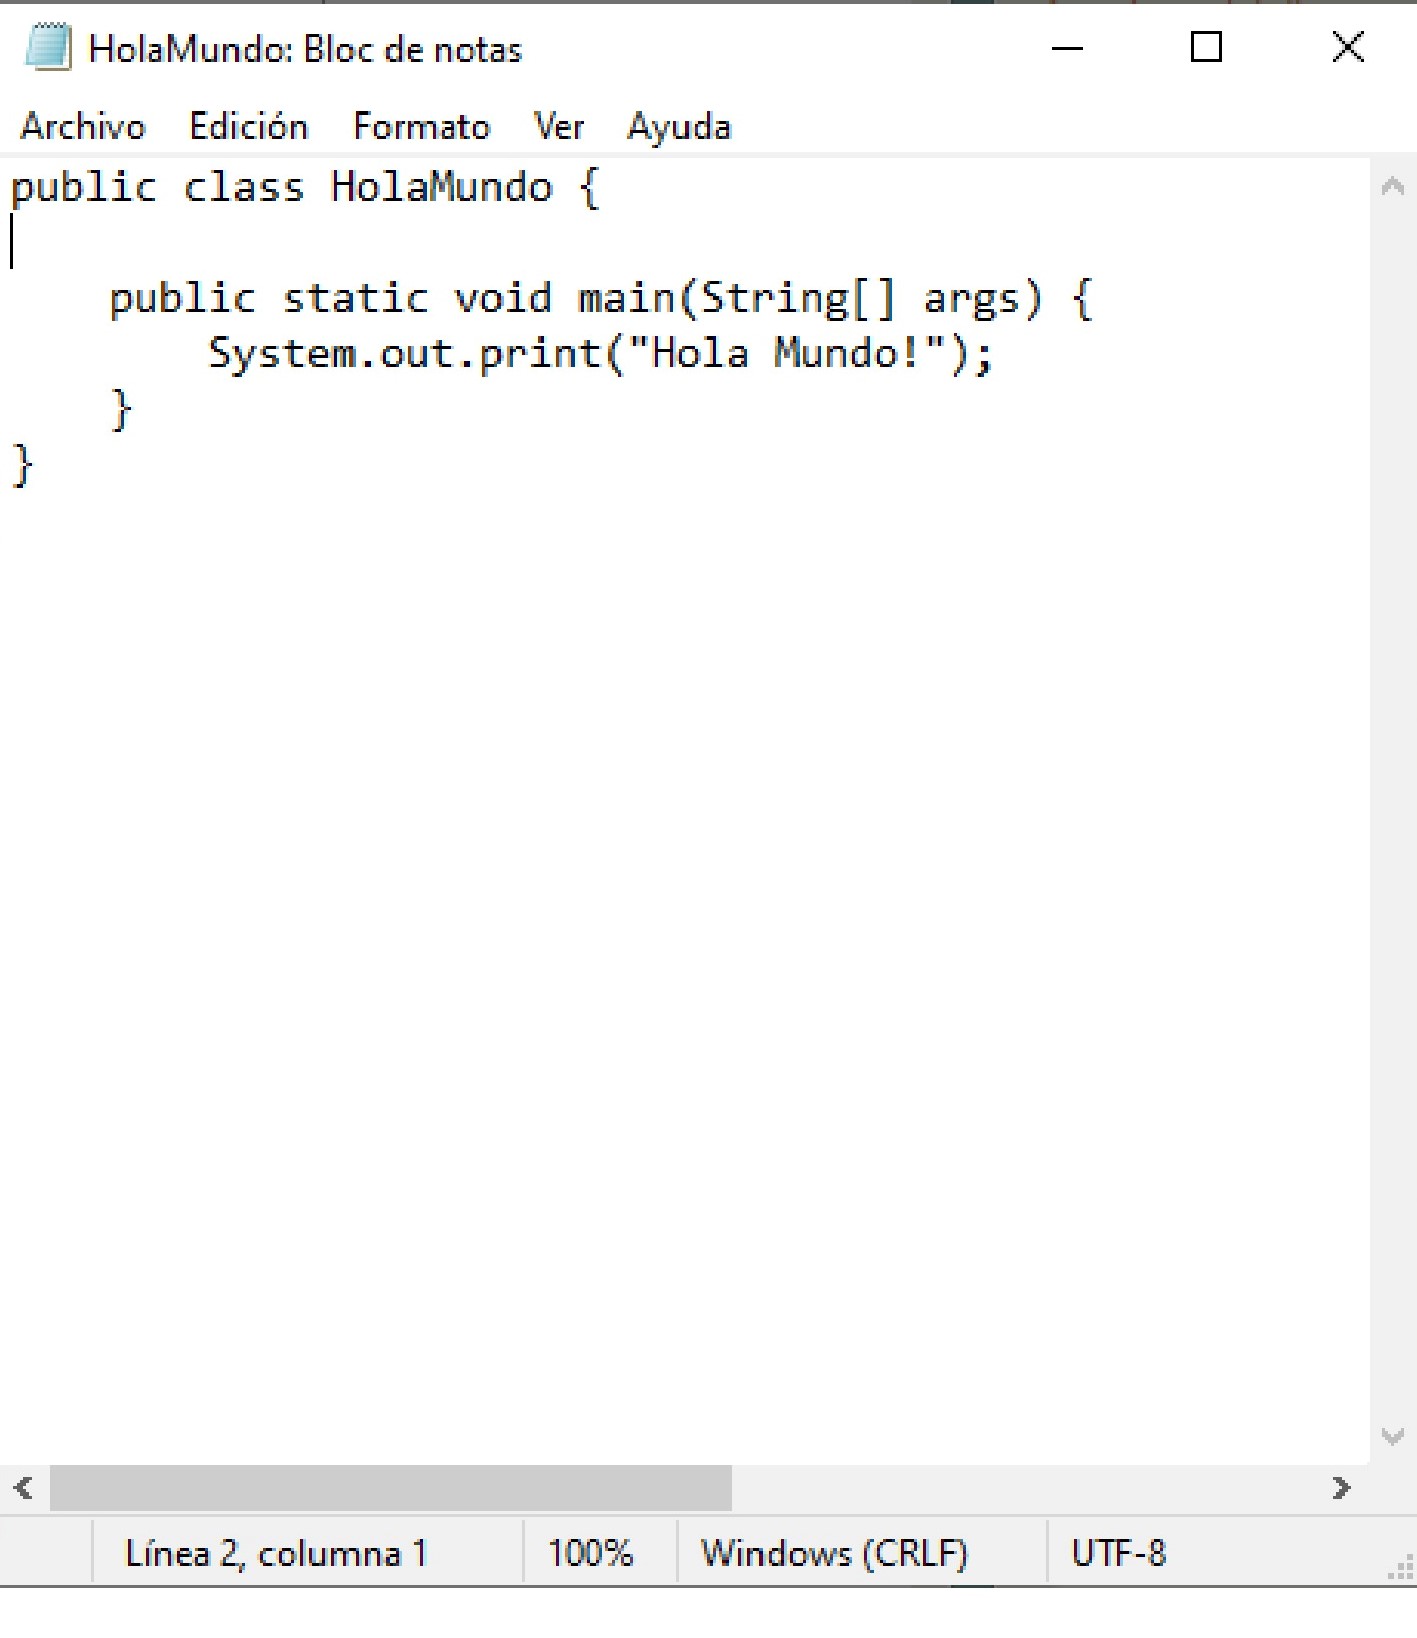 HolaMundo: Bloc de notas
Archivo Edición Formato Ver Ayuda
public class HolaMundo {
    public static void main(String[] args) {
        System.out.print("Hola Mundo!");
    }
}
Línea 2, columna 1 100% Windows (CRLF) UTF-8